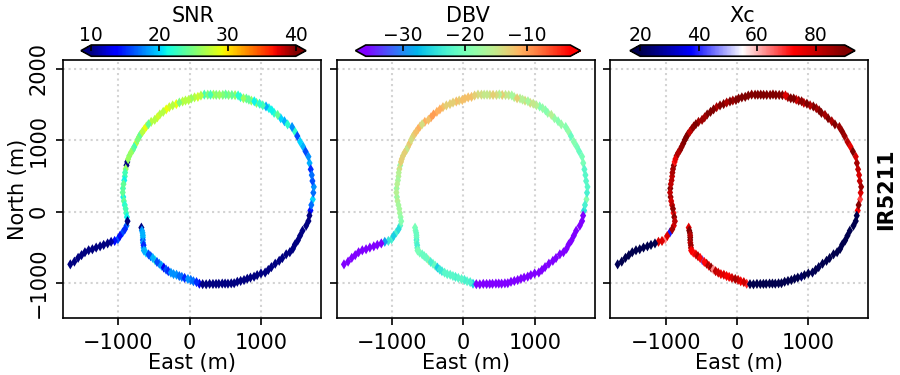 SNR DBV Xc
10 20 30 40 −30 −20 −10 20 40 60 80
2000
1000
0
−1000
North (m)
IR5211
−1000 0 1000 −1000 0 1000 −1000 0 1000
East (m) East (m) East (m)